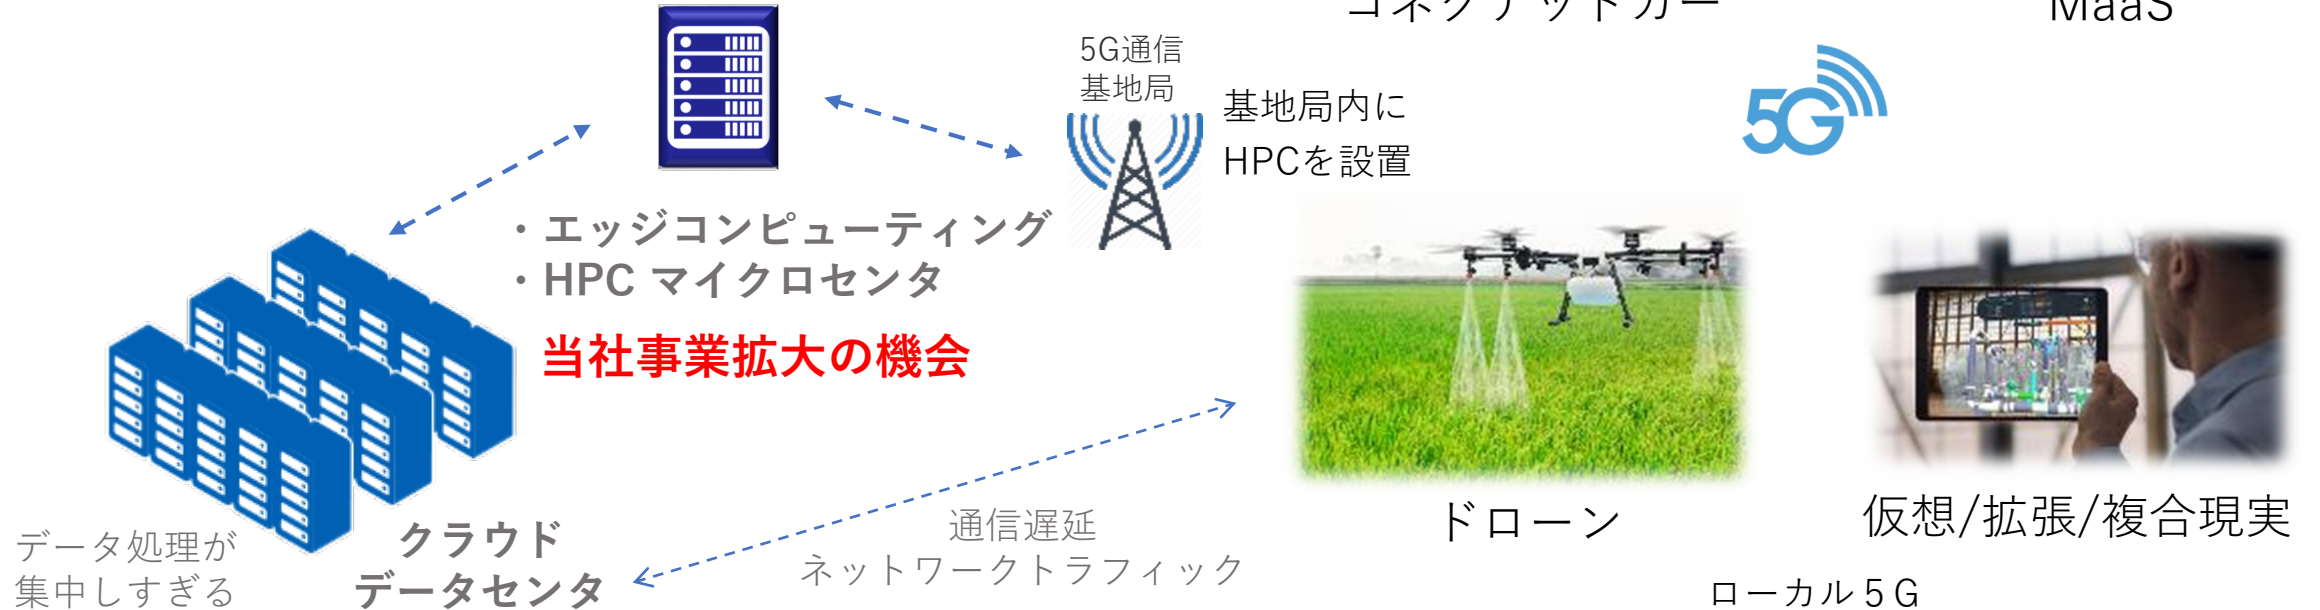 コネクテッドカー
MaaS
5G通信
基地局
基地局内に
HPCを設置
5G
・エッジコンピューティング
・HPC マイクロセンタ
当社事業拡大の機会
ドローン
仮想/拡張/複合現実
通信遅延
ネットワークトラフィック
クラウド
データセンタ
データ処理が
集中しすぎる
ローカル５G